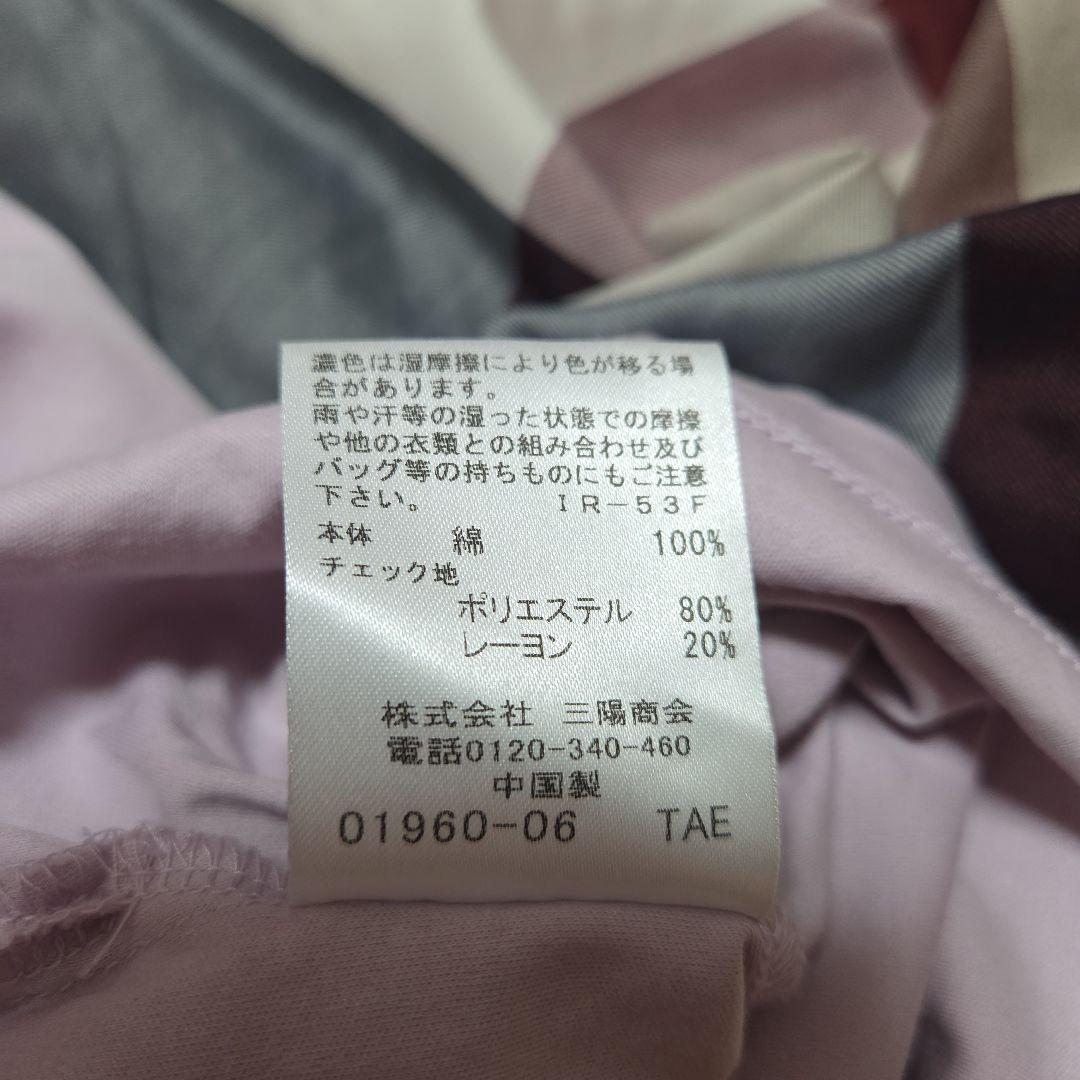 濃色は湿摩擦により色が移る場
合があります。
雨や汗等の湿った状態での摩擦
や他の衣類との組み合わせ及び
バッグ等の持ちものにもご注意
下さい。 ＩＲ－５３Ｆ
本体 綿 100%
チェック地
ポリエステル 80%
レーヨン 20%
株式会社 三陽商会
電話0120-340-460
中国製
01960-06 TAE